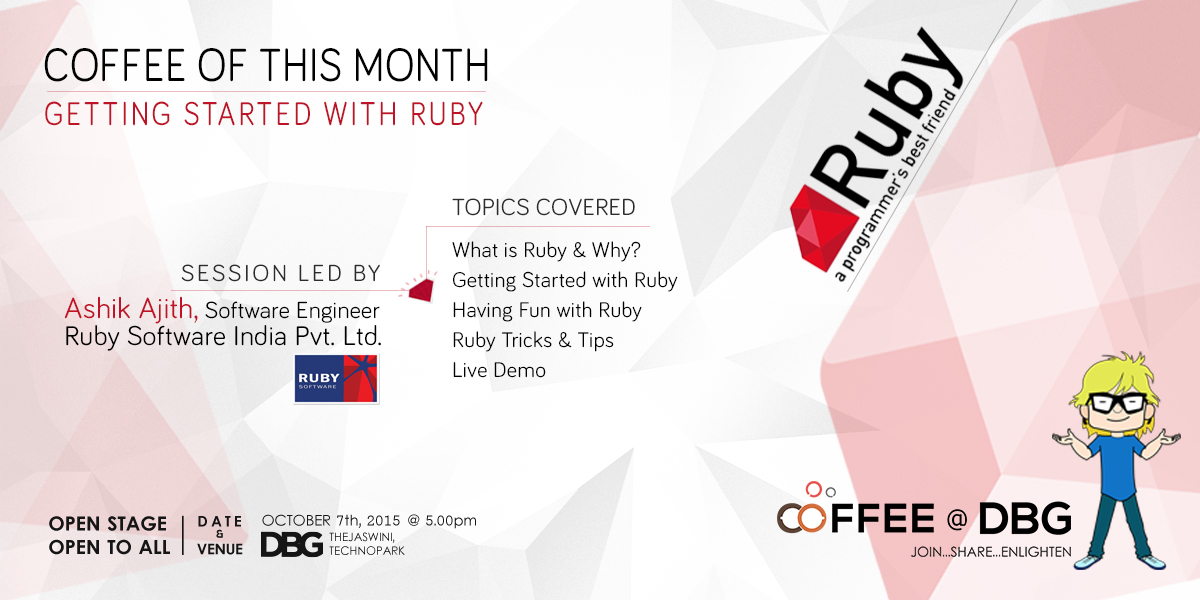 COFFEE OF THIS MONTH
GETTING STARTED WITH RUBY
Ruby
a programmer's best friend
SESSION LED BY
Ashik Ajith, Software Engineer
Ruby Software India Pvt. Ltd.
RUBY
SOFTWARE
TOPICS COVERED
What is Ruby & Why?
Getting Started with Ruby
Having Fun with Ruby
Ruby Tricks & Tips
Live Demo
OPEN STAGE
OPEN TO ALL
DATE
&
VENUE
OCTOBER 7th, 2015 @ 5.00pm
DBG
THEJASWINI,
TECHNOPARK
COFFEE @ DBG
JOIN...SHARE...ENLIGHTEN